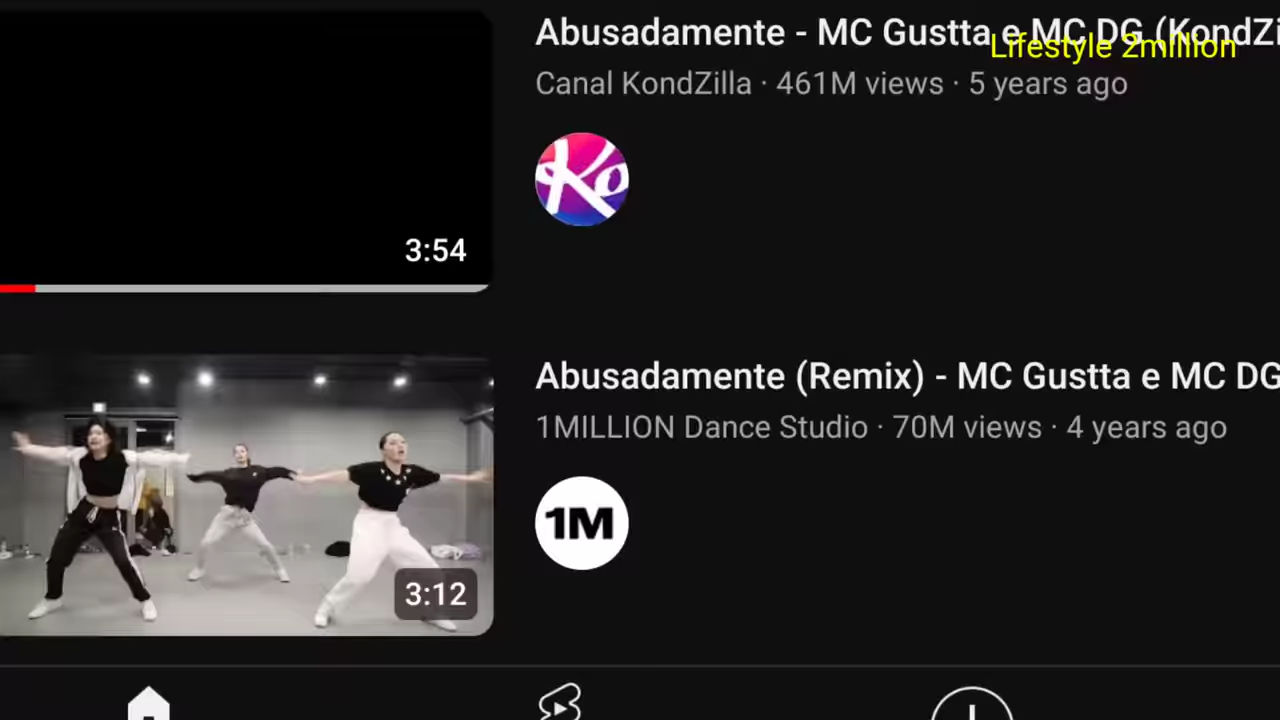 Abusadamente - MC Gustta e MC DG (KondZi
Lifestyle 2million
Canal KondZilla · 461M views · 5 years ago
Ko
3:54
Abusadamente (Remix) - MC Gustta e MC DG
1MILLION Dance Studio · 70M views · 4 years ago
1M
3:12